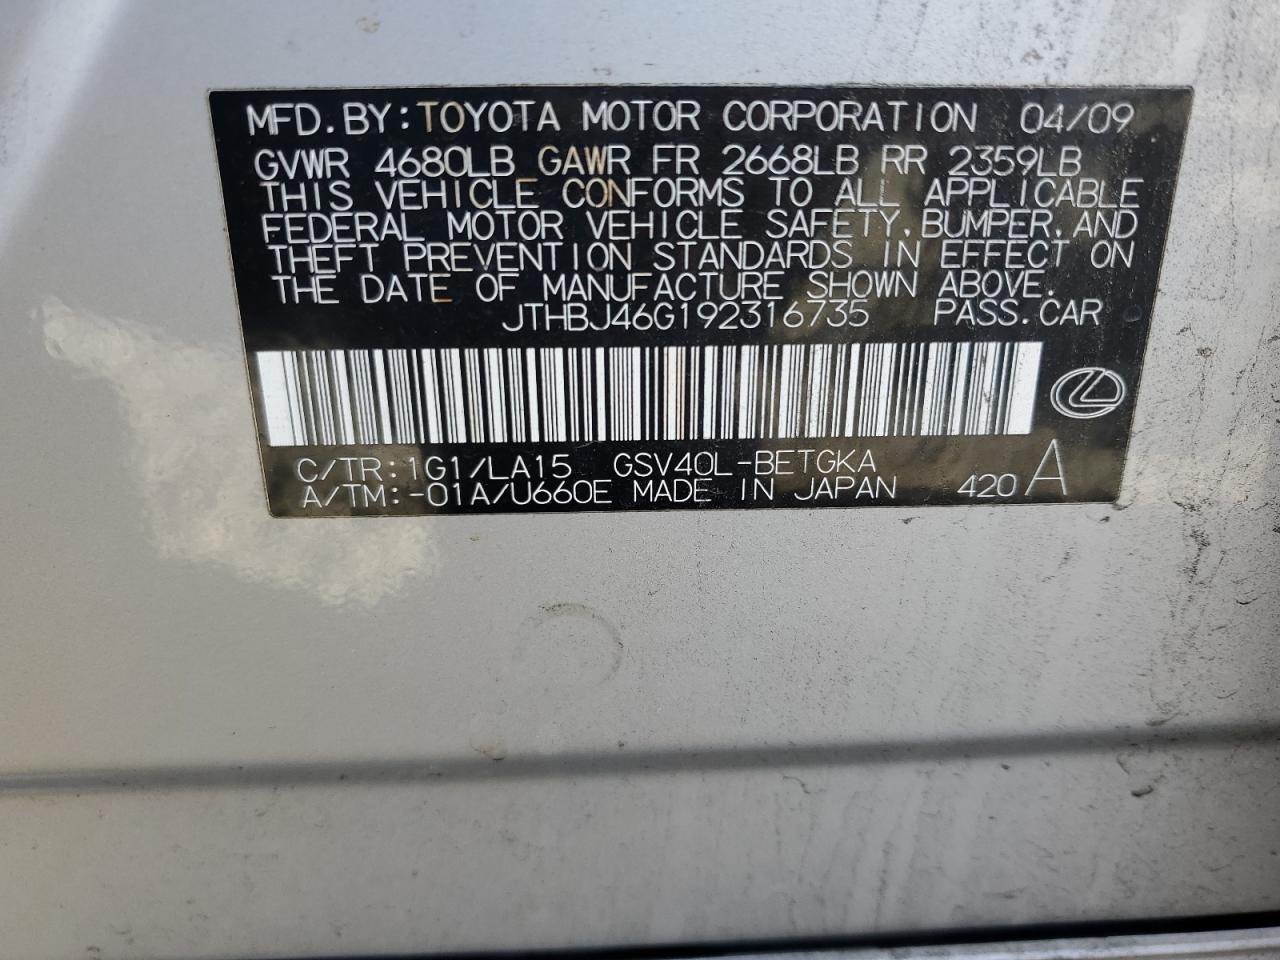 MFD.BY:TOYOTA MOTOR CORPORATION 04/09
GVWR 4680LB GAWR FR 2668LB RR 2359LB
THIS VEHICLE CONFORMS TO ALL APPLICABLE
FEDERAL MOTOR VEHICLE SAFETY,BUMPER,AND
THEFT PREVENTION STANDARDS IN EFFECT ON
THE DATE OF MANUFACTURE SHOWN ABOVE.
JTHBJ46G192316735 PASS.CAR
C/TR:1G1/LA15 GSV40L-BETGKA
A/TM:-01A/U660E MADE IN JAPAN 420 A